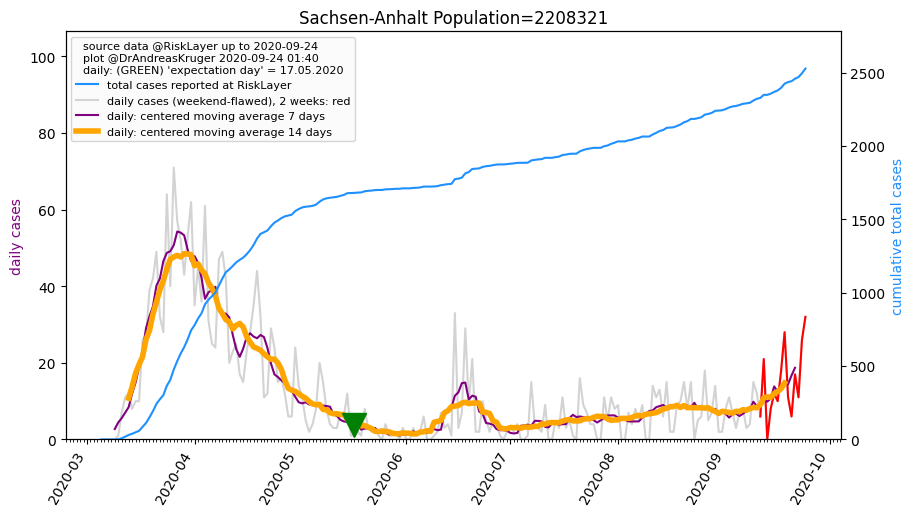 Sachsen-Anhalt Population=2208321
source data @RiskLayer up to 2020-09-24
plot @DrAndreasKruger 2020-09-24 01:40
daily: (GREEN) 'expectation day' = 17.05.2020
total cases reported at RiskLayer
daily cases (weekend-flawed), 2 weeks: red
daily: centered moving average 7 days
daily: centered moving average 14 days
daily cases
100
80
60
40
20
0
cumulative total cases
2500
2000
1500
1000
500
0
2020-03
2020-04
2020-05
2020-06
2020-07
2020-08
2020-09
2020-10